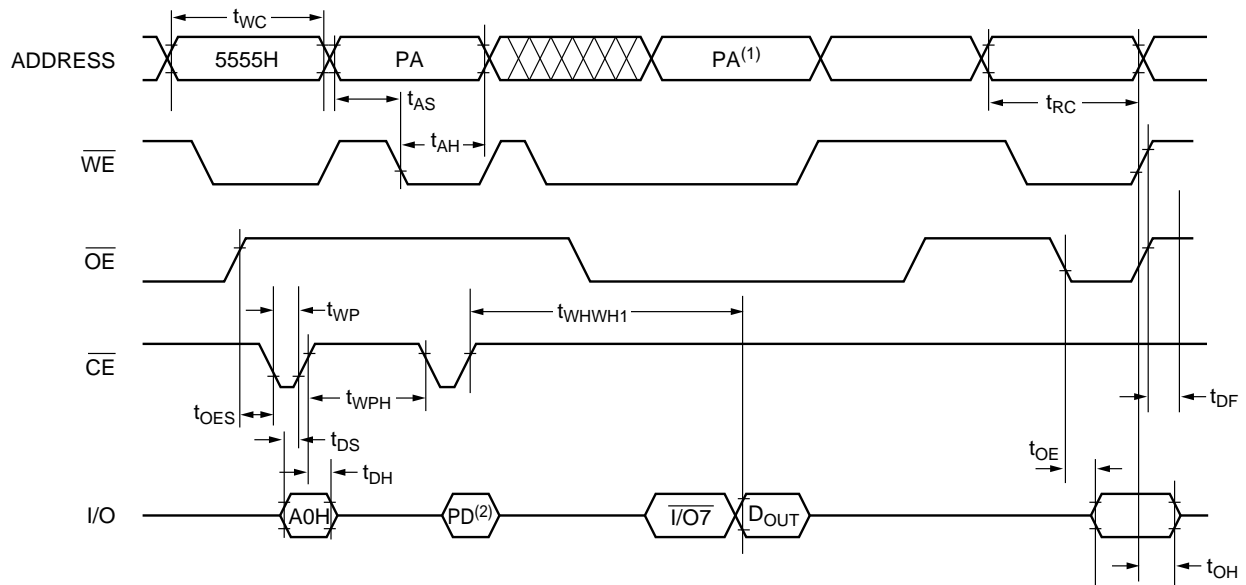 tWC
ADDRESS 5555H PA PA(1)
tAS tRC
tAH
WE
OE
tWP tWHWH1
CE
tWPH tDF
tOES
tDS
tOE
tDH
I/O A0H PD(2) I/O7 DOUT
tOH